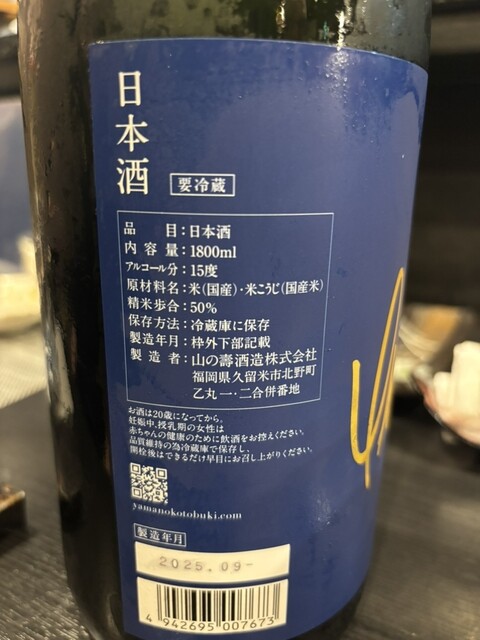 日本酒
要冷蔵
品　　目：日本酒
内 容 量：1800ml
アルコール分：15度
原材料名：米（国産）・米こうじ（国産米）
精米歩合：50%
保存方法：冷蔵庫に保存
製造年月：枠外下部記載
製 造 者：山の壽酒造株式会社
福岡県久留米市北野町
乙丸一・二合併番地
お酒は20歳になってから。
妊娠中、授乳期の女性は
赤ちゃんの健康のために飲酒をお控えください。
品質維持の為冷蔵庫で保存し、
開栓後はできるだけ早目にお召し上がりください。
yamanokotobuki.com
製造年月
2025.09-
4 942695 007673